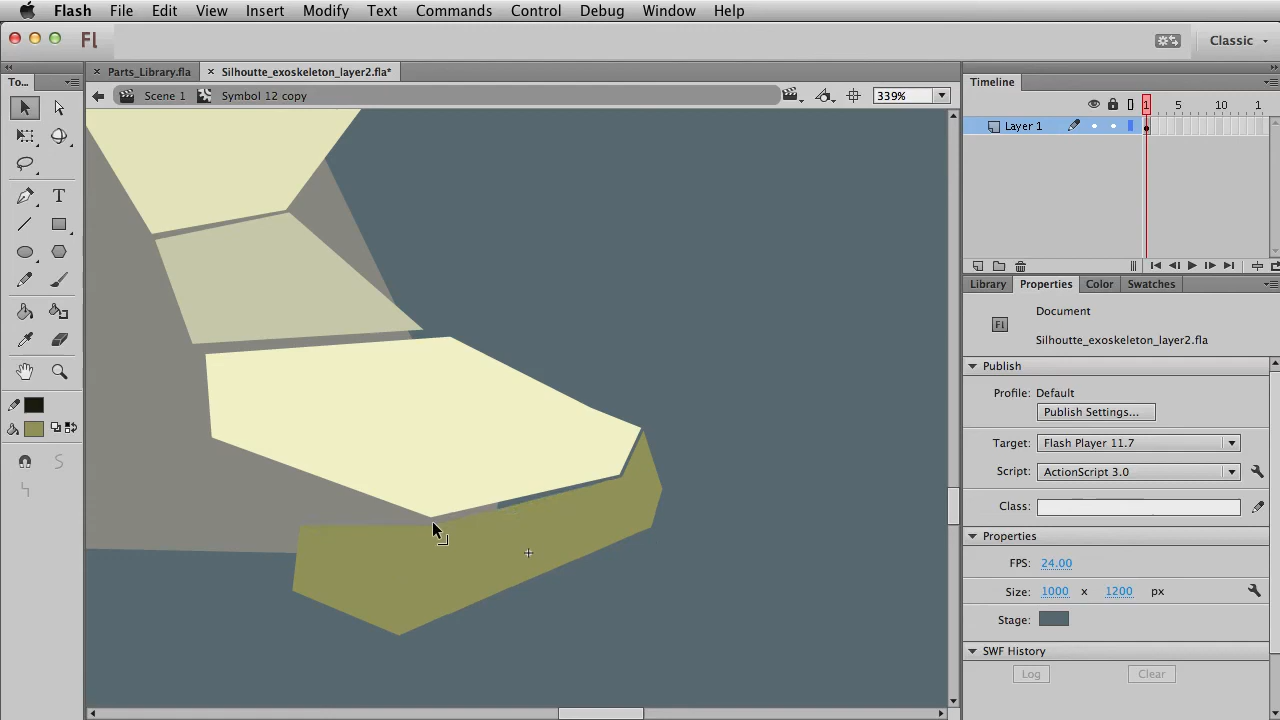 Flash File Edit View Insert Modify Text Commands Control Debug Window Help
Fl Classic
To... × Parts_Library.fla × Silhoutte_exoskeleton_layer2.fla* Timeline
Scene 1 Symbol 12 copy 339% 1 5 10 1
Layer 1
T
Library Properties Color Swatches
Document
Fl
Silhoutte_exoskeleton_layer2.fla
Publish
Profile: Default
Publish Settings...
Target: Flash Player 11.7
Script: ActionScript 3.0
Class:
Properties
FPS: 24.00
Size: 1000 x 1200 px
Stage:
SWF History
Log Clear